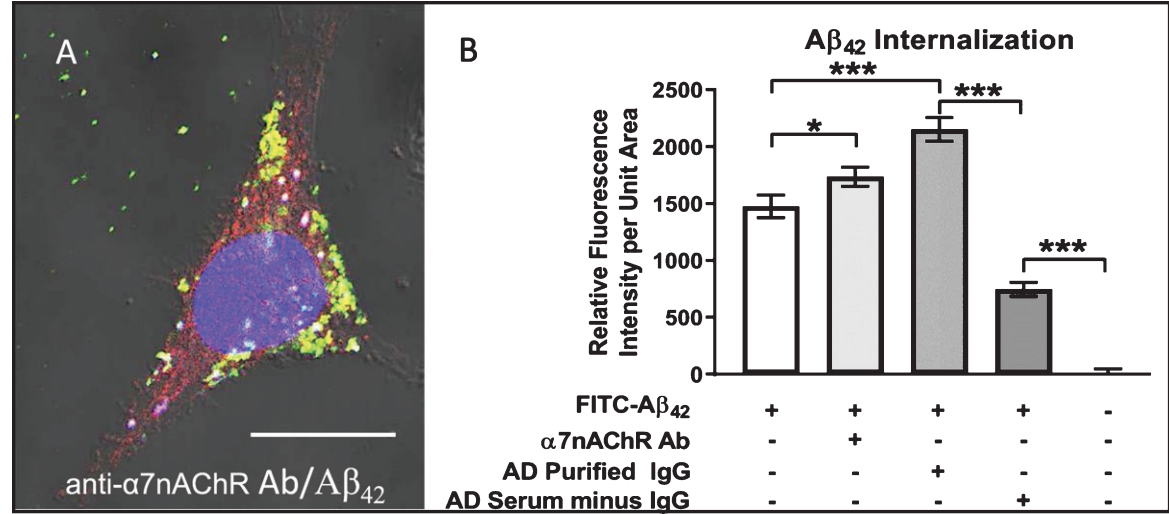 A
anti-α7nAChR Ab/Aβ42
B
Aβ42 Internalization
Relative Fluorescence
Intensity per Unit Area
2500
2000
1500
1000
500
0
***
***
*
***
FITC-Aβ42 + + + + -
α7nAChR Ab - + - - -
AD Purified IgG - - + - -
AD Serum minus IgG - - - + -